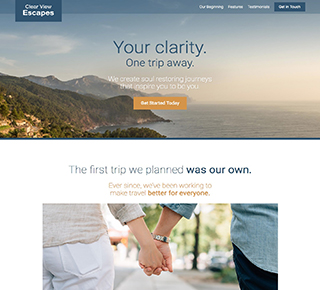 Clear View
Escapes
Our Beginning Features Testimonials Get in Touch
Your clarity.
One trip away.
We create soul restoring journeys
that inspire you to be you.
Get Started Today
The first trip we planned was our own.
Ever since, we've been working to
make travel better for everyone.